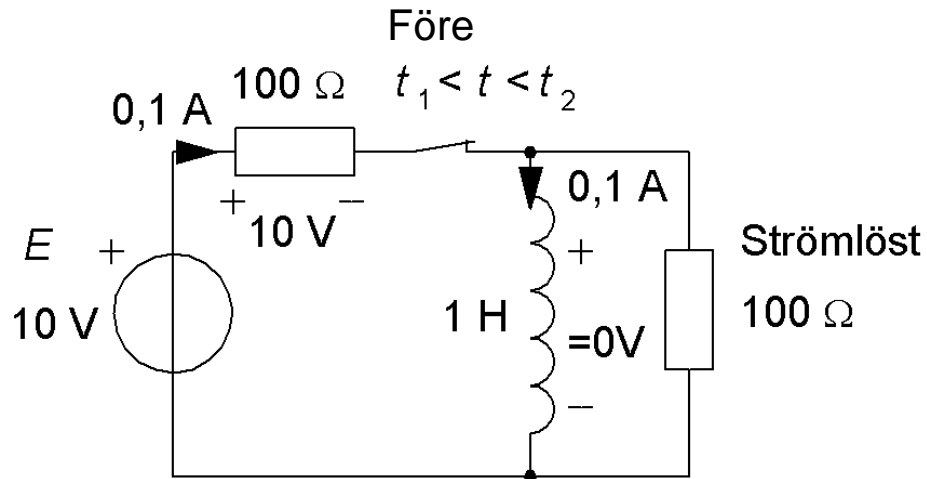 Före
t₁ < t < t₂
100 Ω
0,1 A
+ 10 V –
E +
10 V
0,1 A
+
1 H
=0V
–
Strömlöst
100 Ω